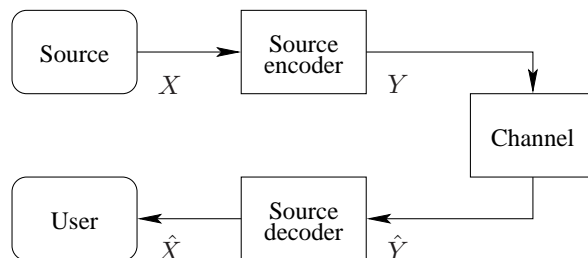 Source
X
Source
encoder
Y
Channel
User
X̂
Source
decoder
Ŷ